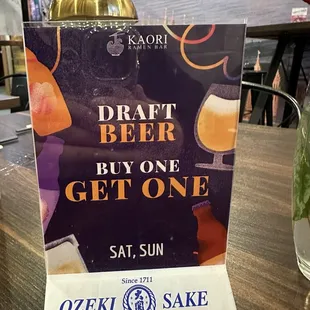 KAORI
RAMEN BAR
DRAFT
BEER
BUY ONE
GET ONE
SAT, SUN
Since 1711
OZEKI SAKE